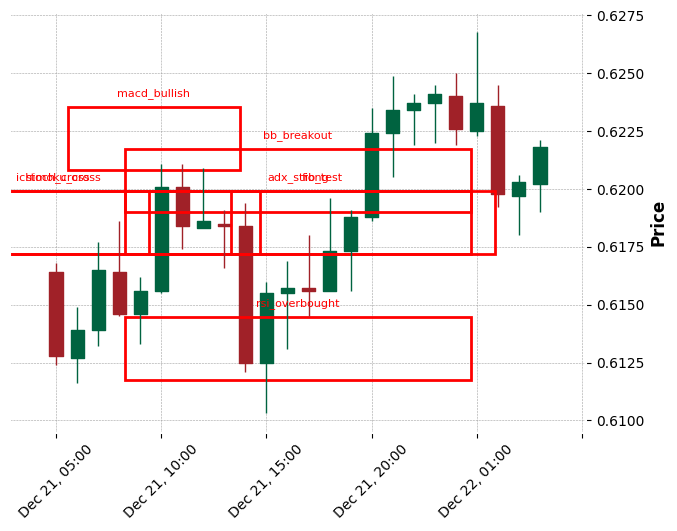 0.6275
macd_bullish
0.6250
bb_breakout
0.6225
adx_strong
0.6200
0.6175
Price
0.6150
0.6125
0.6100
Dec 21, 05:00
Dec 21, 10:00
Dec 21, 15:00
Dec 21, 20:00
Dec 22, 01:00